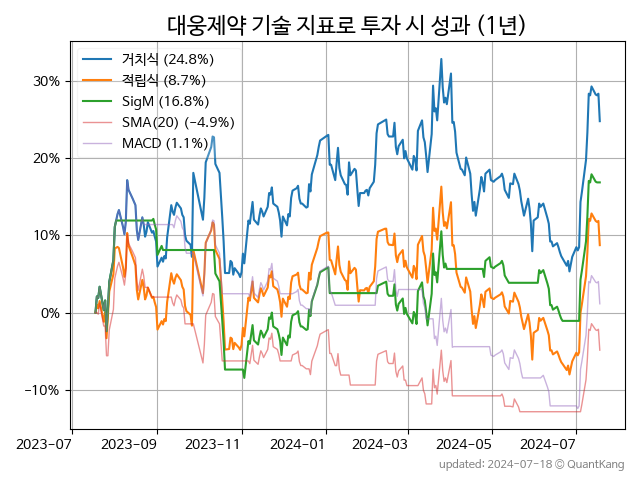 대웅제약 기술 지표로 투자 시 성과 (1년)
거치식 (24.8%)
적립식 (8.7%)
SigM (16.8%)
SMA(20) (−4.9%)
MACD (1.1%)
30%
20%
10%
0%
−10%
2023-07 2023-09 2023-11 2024-01 2024-03 2024-05 2024-07
updated: 2024-07-18 ⓒ QuantKang